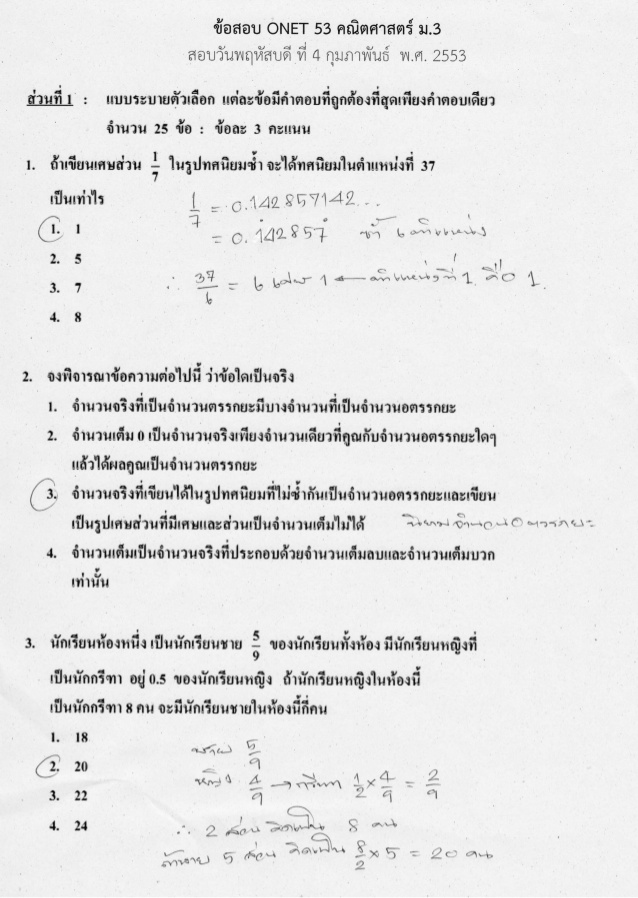 ข้อสอบ ONET 53 คณิตศาสตร์ ม.3
สอบวันพฤหัสบดี ที่ 4 กุมภาพันธ์ พ.ศ. 2553
ส่วนที่ 1 : แบบระบายตัวเลือก แต่ละข้อมีคำตอบที่ถูกต้องที่สุดเพียงคำตอบเดียว
จำนวน 25 ข้อ : ข้อละ 3 คะแนน
1. ถ้าเขียนเศษส่วน 1/7 ในรูปทศนิยมซ้ำ จะได้ทศนิยมในตำแหน่งที่ 37
เป็นเท่าไร
1/7 = 0.142857142...
1. 1
= 0.1̇42857̇ ซ้ำ 6 ตำแหน่ง
2. 5
3. 7
∴ 37/6 = 6 เศษ 1 ← ตำแหน่งที่ 1 คือ 1
4. 8
2. จงพิจารณาข้อความต่อไปนี้ ว่าข้อใดเป็นจริง
1. จำนวนจริงที่เป็นจำนวนตรรกยะมีบางจำนวนที่เป็นจำนวนอตรรกยะ
2. จำนวนเต็ม 0 เป็นจำนวนจริงเพียงจำนวนเดียวที่คูณกับจำนวนอตรรกยะใดๆ
แล้วได้ผลคูณเป็นจำนวนตรรกยะ
3. จำนวนจริงที่เขียนได้ในรูปทศนิยมที่ไม่ซ้ำกันเป็นจำนวนอตรรกยะและเขียน
เป็นรูปเศษส่วนที่มีเศษและส่วนเป็นจำนวนเต็มไม่ได้ นิยามจำนวนอตรรกยะ
4. จำนวนเต็มเป็นจำนวนจริงที่ประกอบด้วยจำนวนเต็มลบและจำนวนเต็มบวก
เท่านั้น
3. นักเรียนห้องหนึ่ง เป็นนักเรียนชาย 5/9 ของนักเรียนทั้งห้อง มีนักเรียนหญิงที่
เป็นนักกรีฑา อยู่ 0.5 ของนักเรียนหญิง ถ้านักเรียนหญิงในห้องนี้
เป็นนักกรีฑา 8 คน จะมีนักเรียนชายในห้องนี้กี่คน
1. 18
ชาย 5/9
2. 20
หญิง 4/9 → กรีฑา 1/2 × 4/9 = 2/9
3. 22
4. 24
∴ 2 ส่วน คิดเป็น 8 คน
ถ้าชาย 5 ส่วน คิดเป็น 8/2 × 5 = 20 คน